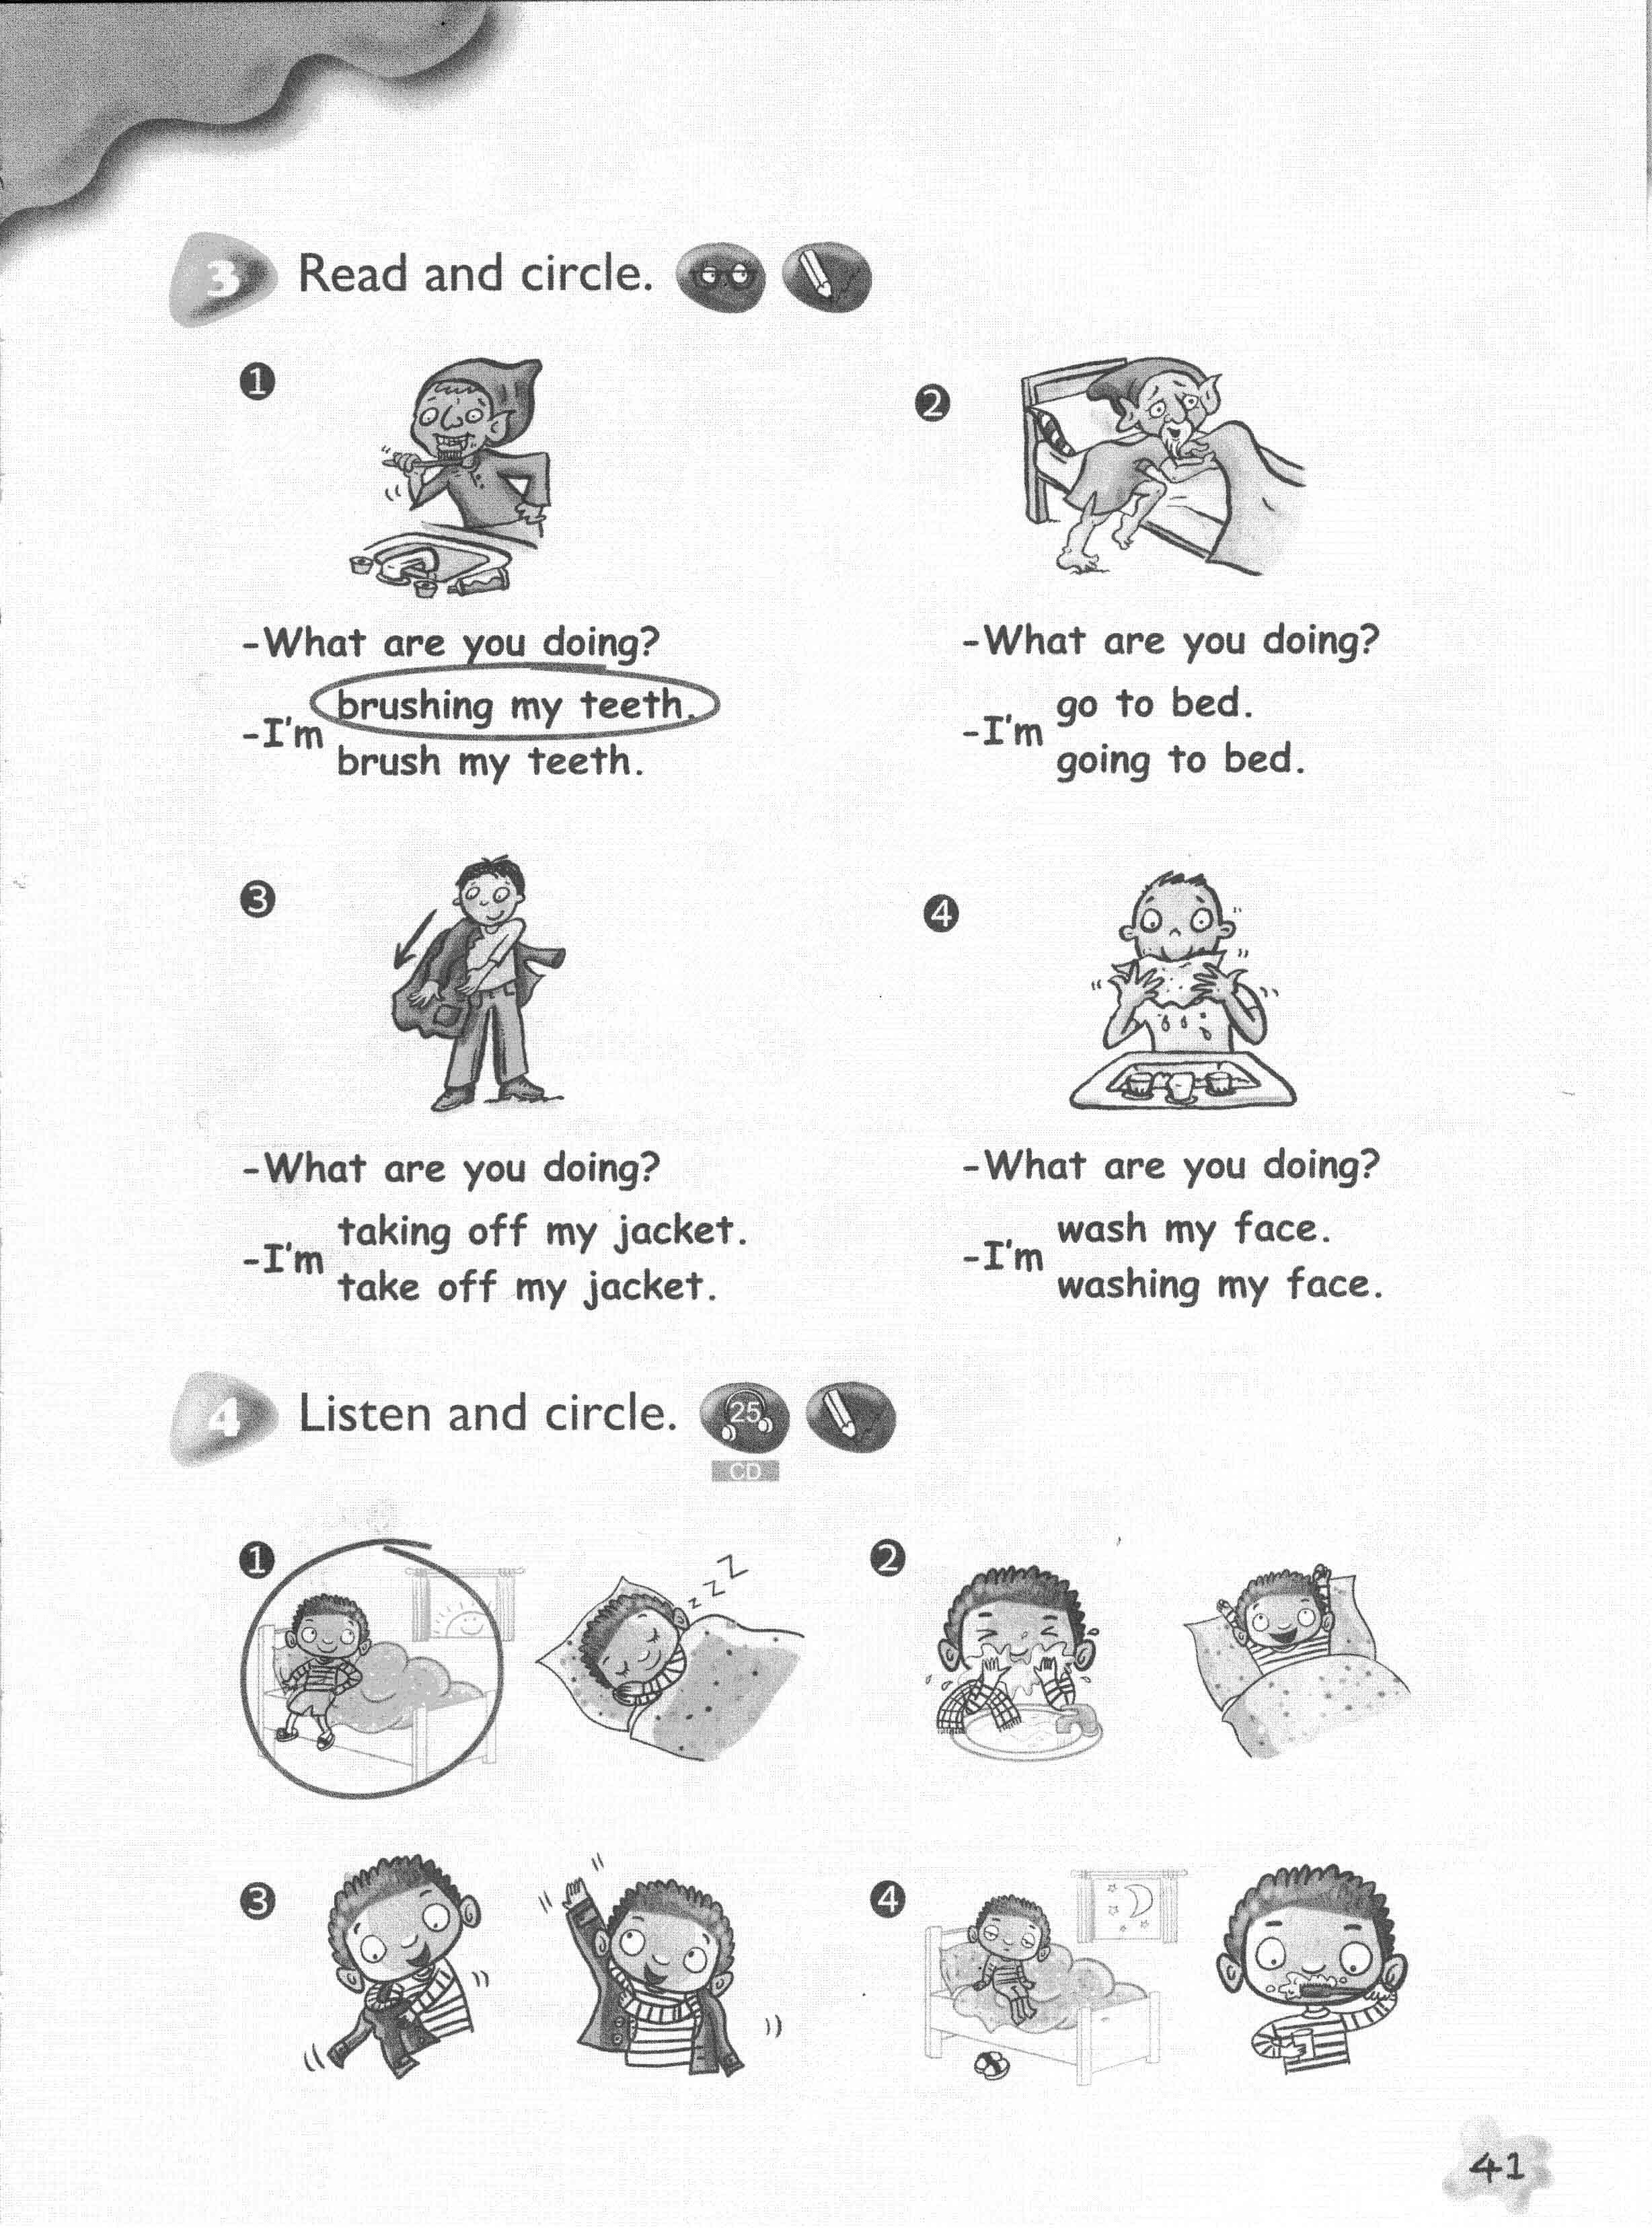 3 Read and circle.
1
-What are you doing?
-I'm
brushing my teeth.
brush my teeth.
2
-What are you doing?
-I'm
go to bed.
going to bed.
3
-What are you doing?
-I'm
taking off my jacket.
take off my jacket.
4
-What are you doing?
-I'm
wash my face.
washing my face.
4 Listen and circle. 25
CD
1
z z Z
2
3
4
41